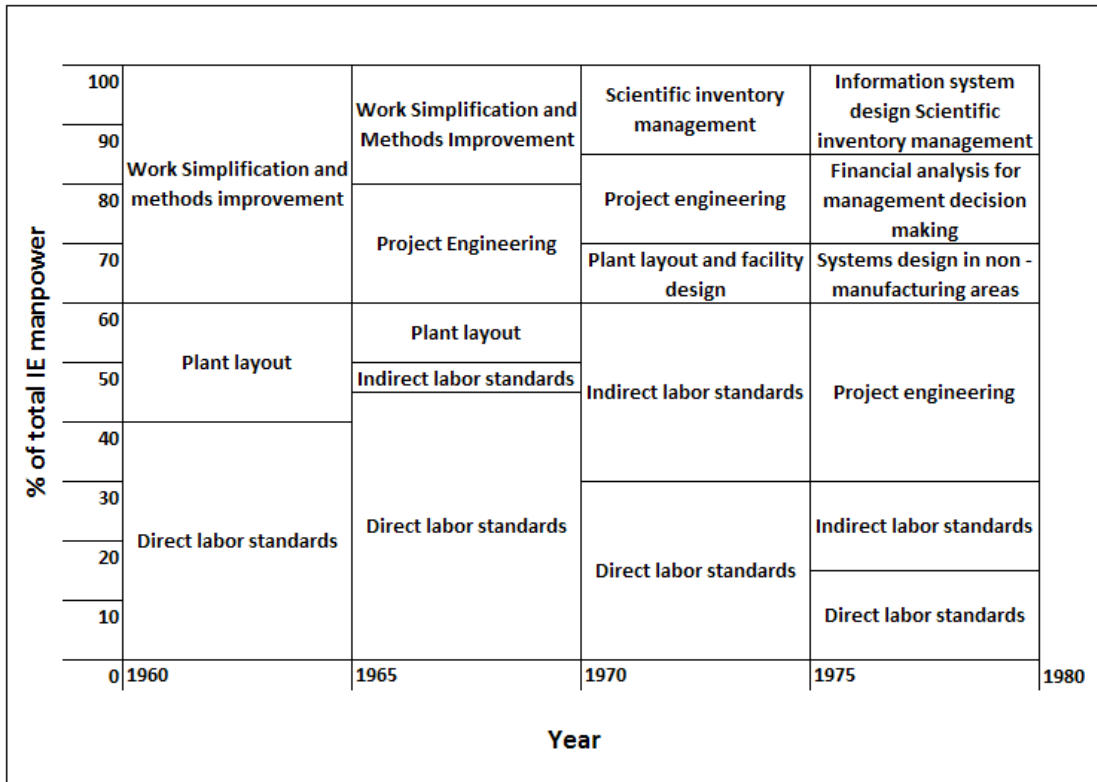 % of total IE manpower
100
90
80
70
60
50
40
30
20
10
0
Work Simplification and
methods improvement
Plant layout
Direct labor standards
Work Simplification and
Methods Improvement
Project Engineering
Plant layout
Indirect labor standards
Direct labor standards
Scientific inventory
management
Project engineering
Plant layout and facility
design
Indirect labor standards
Direct labor standards
Information system
design Scientific
inventory management
Financial analysis for
management decision
making
Systems design in non -
manufacturing areas
Project engineering
Indirect labor standards
Direct labor standards
1960
1965
1970
1975
1980
Year